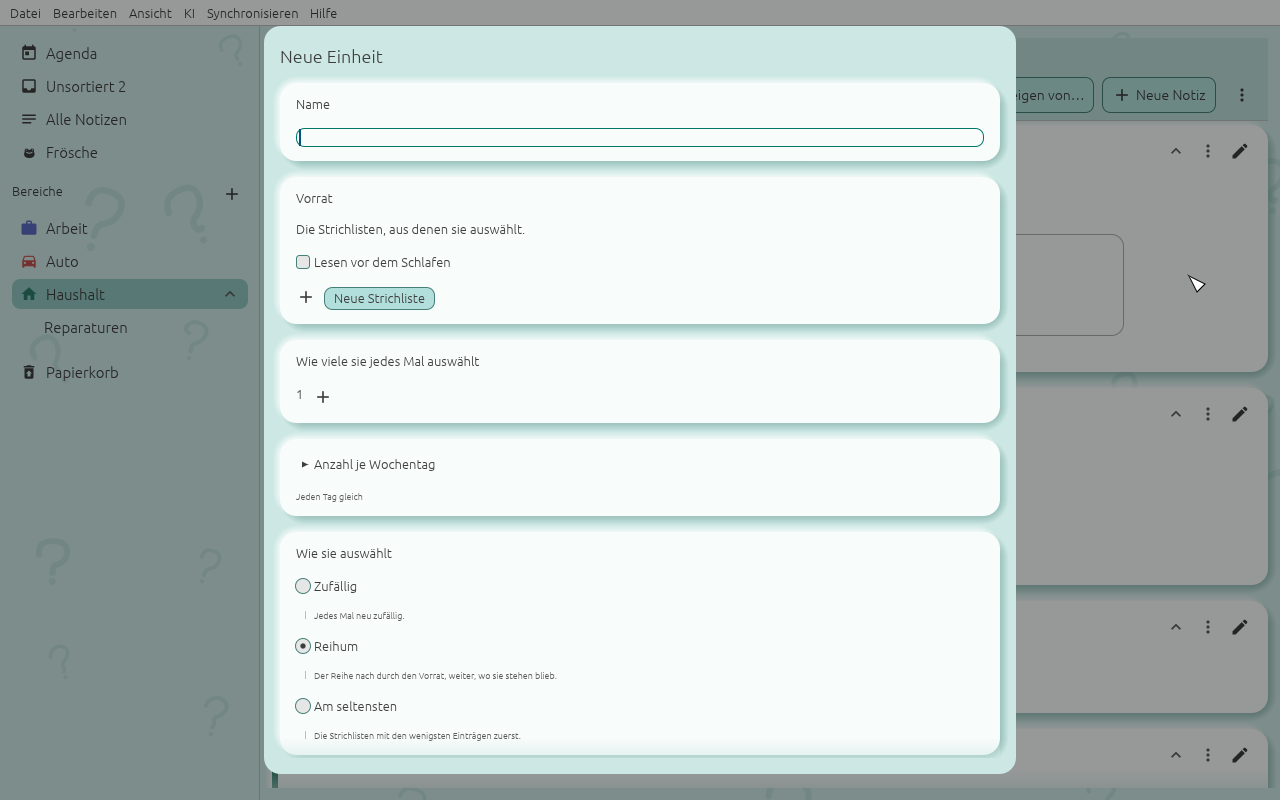 Datei Bearbeiten Ansicht KI Synchronisieren Hilfe
Agenda
Unsortiert 2
Alle Notizen
Frösche
Bereiche
Arbeit
Auto
Haushalt
Reparaturen
Papierkorb
eigen von...
Neue Notiz
Neue Einheit
Name
Vorrat
Die Strichlisten, aus denen sie auswählt.
Lesen vor dem Schlafen
Neue Strichliste
Wie viele sie jedes Mal auswählt
1
Anzahl je Wochentag
Jeden Tag gleich
Wie sie auswählt
Zufällig
Jedes Mal neu zufällig.
Reihum
Der Reihe nach durch den Vorrat, weiter, wo sie stehen blieb.
Am seltensten
Die Strichlisten mit den wenigsten Einträgen zuerst.